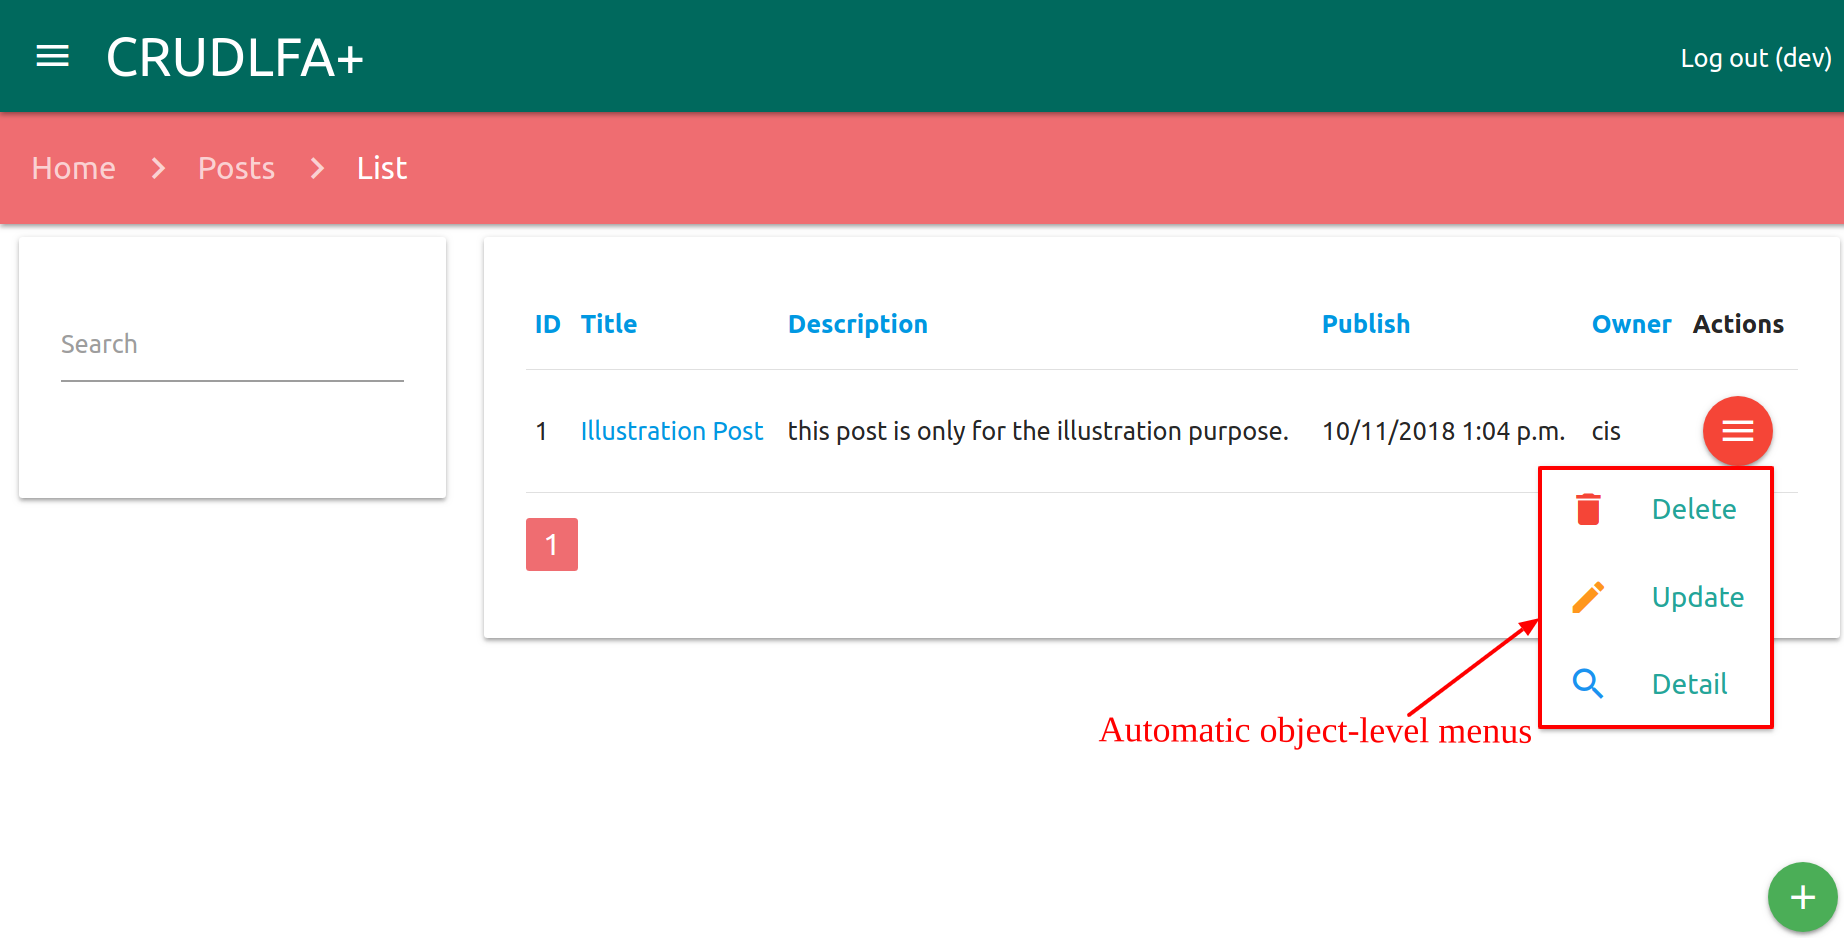 CRUDLFA+
Log out (dev)
Home Posts List
Search
ID Title Description Publish Owner Actions
1 Illustration Post this post is only for the illustration purpose. 10/11/2018 1:04 p.m. cis
1
Delete
Update
Detail
Automatic object-level menus